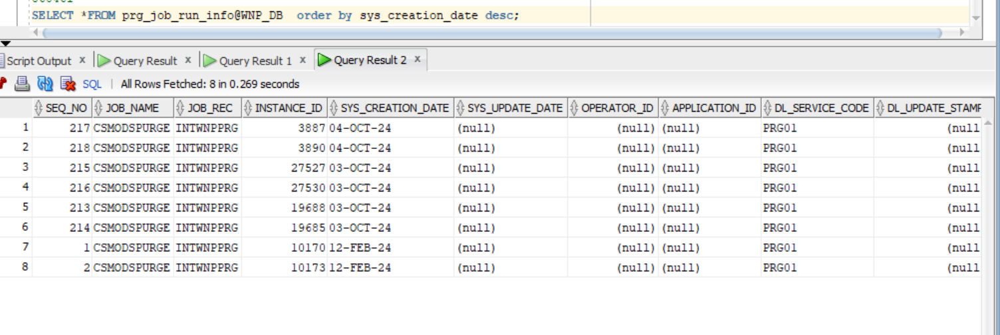 SELECT *FROM prg_job_run_info@WNP_DB order by sys_creation_date desc;
Script Output x Query Result x Query Result 1 x Query Result 2 x
SQL | All Rows Fetched: 8 in 0.269 seconds
SEQ_NO JOB_NAME JOB_REC INSTANCE_ID SYS_CREATION_DATE SYS_UPDATE_DATE OPERATOR_ID APPLICATION_ID DL_SERVICE_CODE DL_UPDATE_STAMP
1 217 CSMODSPURGE INTWNPPRG 3887 04-OCT-24 (null) (null) (null) PRG01 (null
2 218 CSMODSPURGE INTWNPPRG 3890 04-OCT-24 (null) (null) (null) PRG01 (null
3 215 CSMODSPURGE INTWNPPRG 27527 03-OCT-24 (null) (null) (null) PRG01 (null
4 216 CSMODSPURGE INTWNPPRG 27530 03-OCT-24 (null) (null) (null) PRG01 (null
5 213 CSMODSPURGE INTWNPPRG 19688 03-OCT-24 (null) (null) (null) PRG01 (null
6 214 CSMODSPURGE INTWNPPRG 19685 03-OCT-24 (null) (null) (null) PRG01 (null
7 1 CSMODSPURGE INTWNPPRG 10170 12-FEB-24 (null) (null) (null) PRG01 (null
8 2 CSMODSPURGE INTWNPPRG 10173 12-FEB-24 (null) (null) (null) PRG01 (null